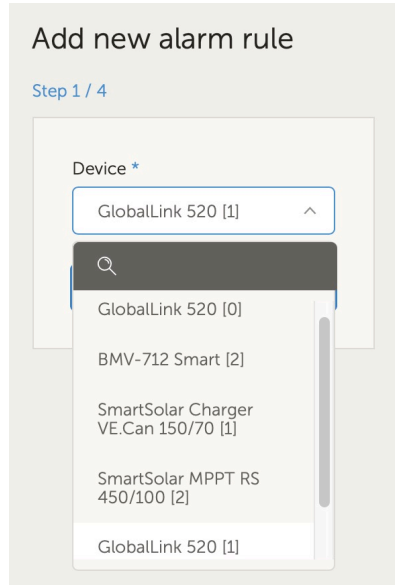 Add new alarm rule
Step 1 / 4
Device *
GlobalLink 520 [1]
GlobalLink 520 [0]
BMV-712 Smart [2]
SmartSolar Charger
VE.Can 150/70 [1]
SmartSolar MPPT RS
450/100 [2]
GlobalLink 520 [1]